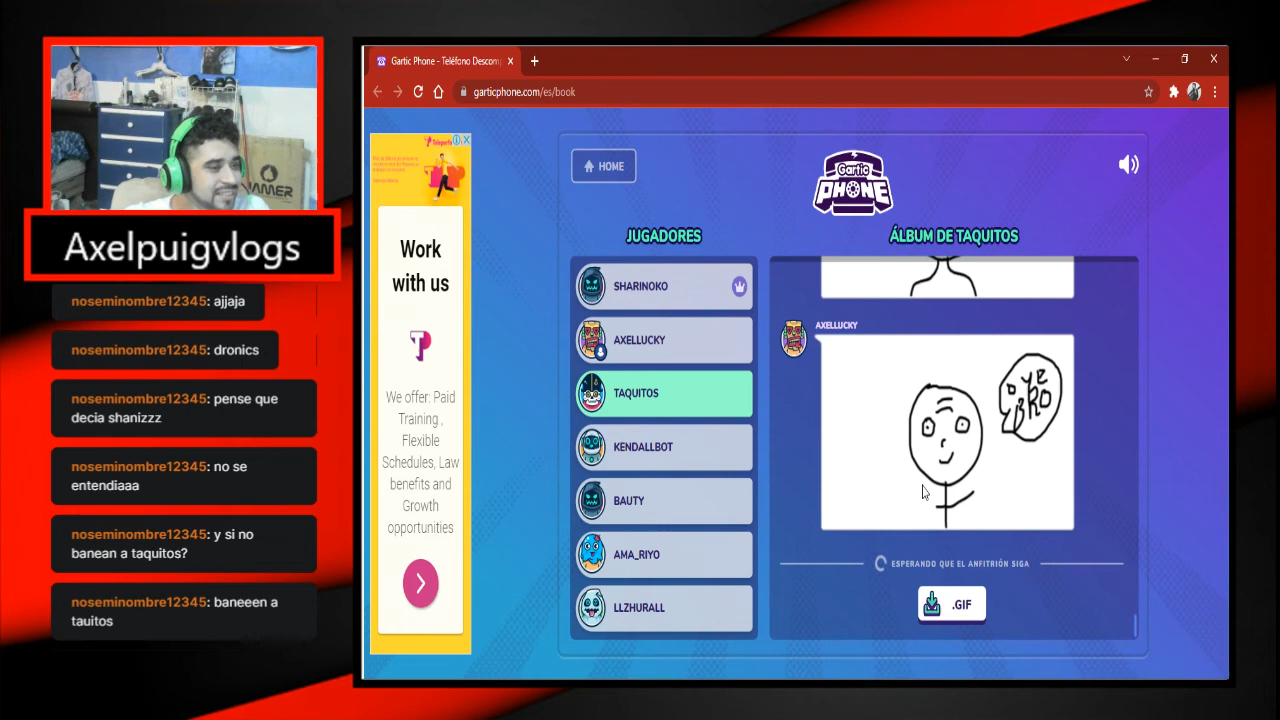 Axelpuigvlogs
noseminombre12345: ajjaja
noseminombre12345: dronics
noseminombre12345: pense que
decia shanizzz
noseminombre12345: no se
entendiaaa
noseminombre12345: y si no
banean a taquitos?
noseminombre12345: baneeen a
tauitos
Gartic Phone - Teléfono Descom
garticphone.com/es/book
Work
with us
We offer: Paid
Training ,
Flexible
Schedules, Law
benefits and
Growth
opportunities
HOME
Gartic
PHONE
JUGADORES
SHARINOKO
AXELLUCKY
TAQUITOS
KENDALLBOT
BAUTY
AMA_RIYO
LLZHURALL
ÁLBUM DE TAQUITOS
AXELLUCKY
OYE
BRO
ESPERANDO QUE EL ANFITRIÓN SIGA
.GIF